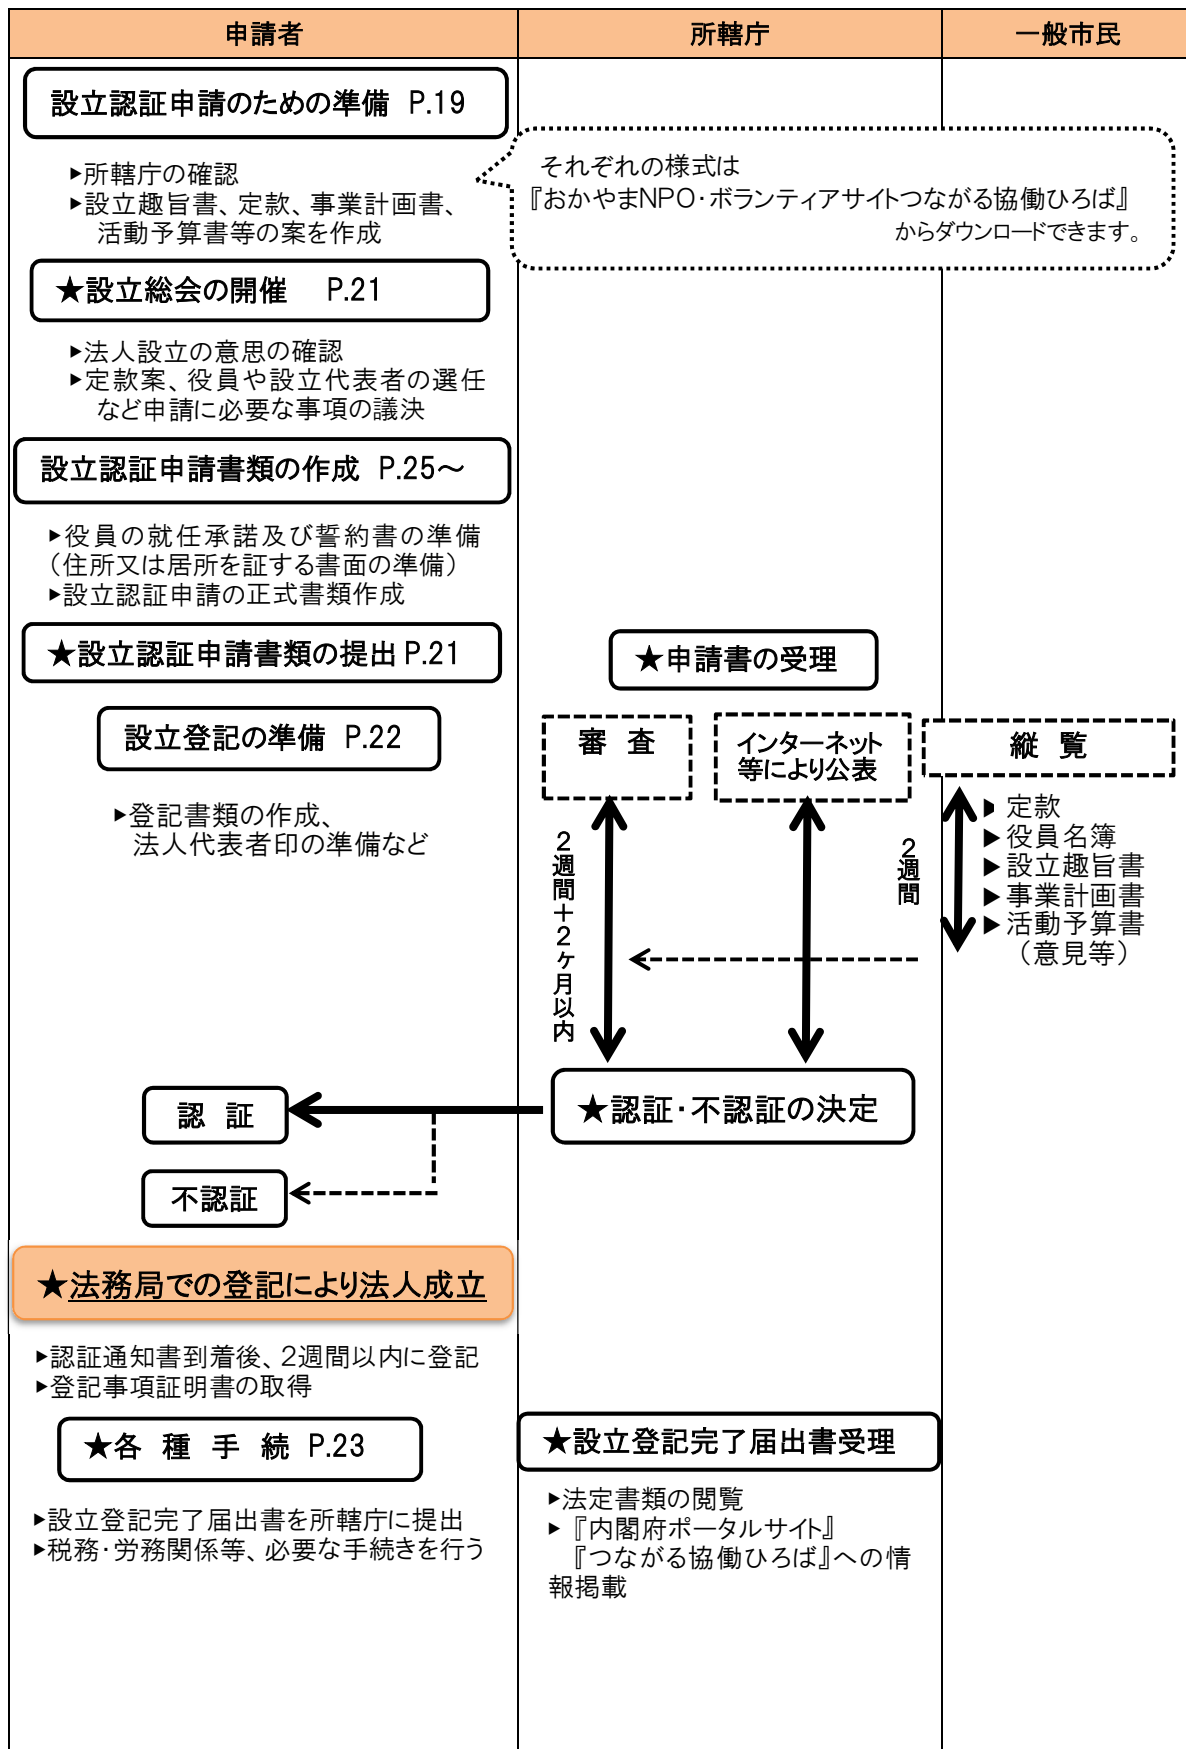 申請者
所轄庁
一般市民
設立認証申請のための準備 P.19
▶所轄庁の確認
▶設立趣旨書、定款、事業計画書、
活動予算書等の案を作成
それぞれの様式は
『おかやまNPO・ボランティアサイトつながる協働ひろば』
からダウンロードできます。
★設立総会の開催 P.21
▶法人設立の意思の確認
▶定款案、役員や設立代表者の選任
など申請に必要な事項の議決
設立認証申請書類の作成 P.25～
▶役員の就任承諾及び誓約書の準備
（住所又は居所を証する書面の準備）
▶設立認証申請の正式書類作成
★設立認証申請書類の提出 P.21
★申請書の受理
設立登記の準備 P.22
▶登記書類の作成、
法人代表者印の準備など
審 査
インターネット
等により公表
縦 覧
2週間＋2ヶ月以内
2週間
▶定款
▶役員名簿
▶設立趣旨書
▶事業計画書
▶活動予算書
（意見等）
★認証・不認証の決定
認 証
不認証
★法務局での登記により法人成立
▶認証通知書到着後、2週間以内に登記
▶登記事項証明書の取得
★各 種 手 続 P.23
★設立登記完了届出書受理
▶設立登記完了届出書を所轄庁に提出
▶税務・労務関係等、必要な手続きを行う
▶法定書類の閲覧
▶『内閣府ポータルサイト』
『つながる協働ひろば』への情
報掲載